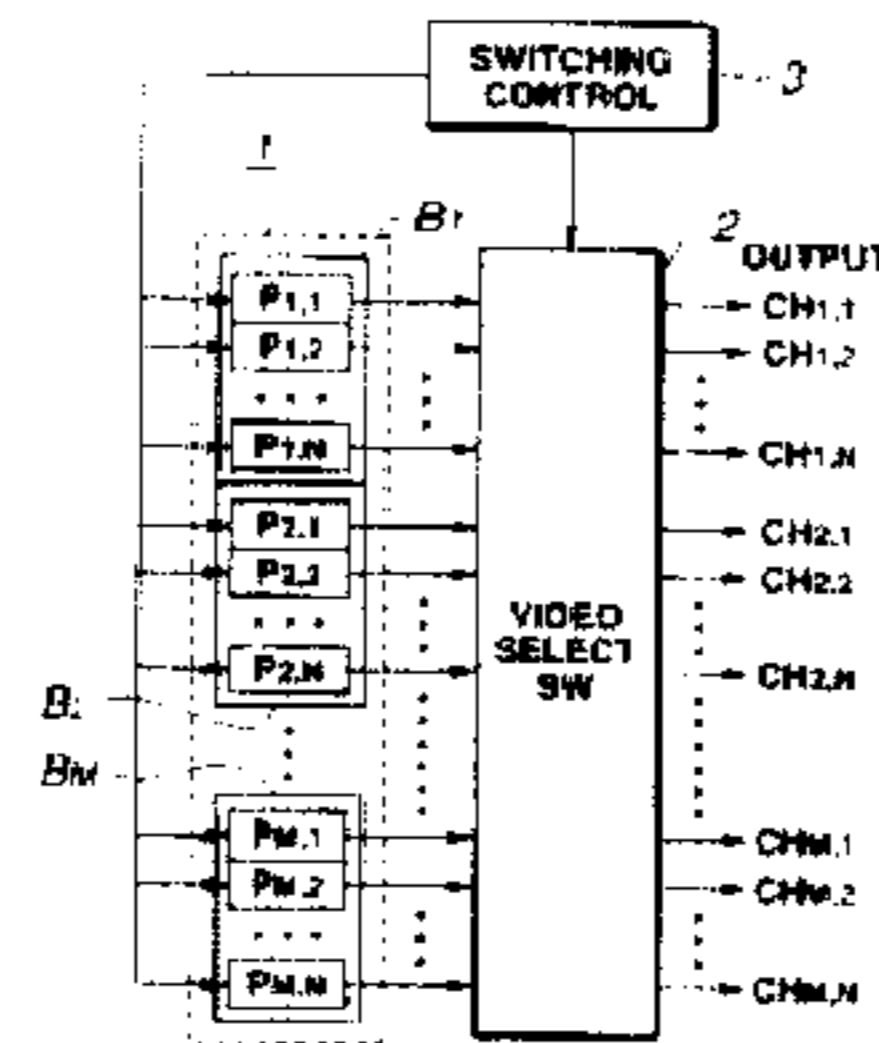 SWITCHING
CONTROL
3
1
B1
2
OUTPUT
P1,1
CH1,1
P1,2
CH1,2
P1,N
CH1,N
P2,1
CH2,1
P2,2
CH2,2
VIDEO
SELECT
SW
P2,N
CH2,N
B2
BM
PM,1
CHM,1
PM,2
CHM,2
PM,N
CHM,N